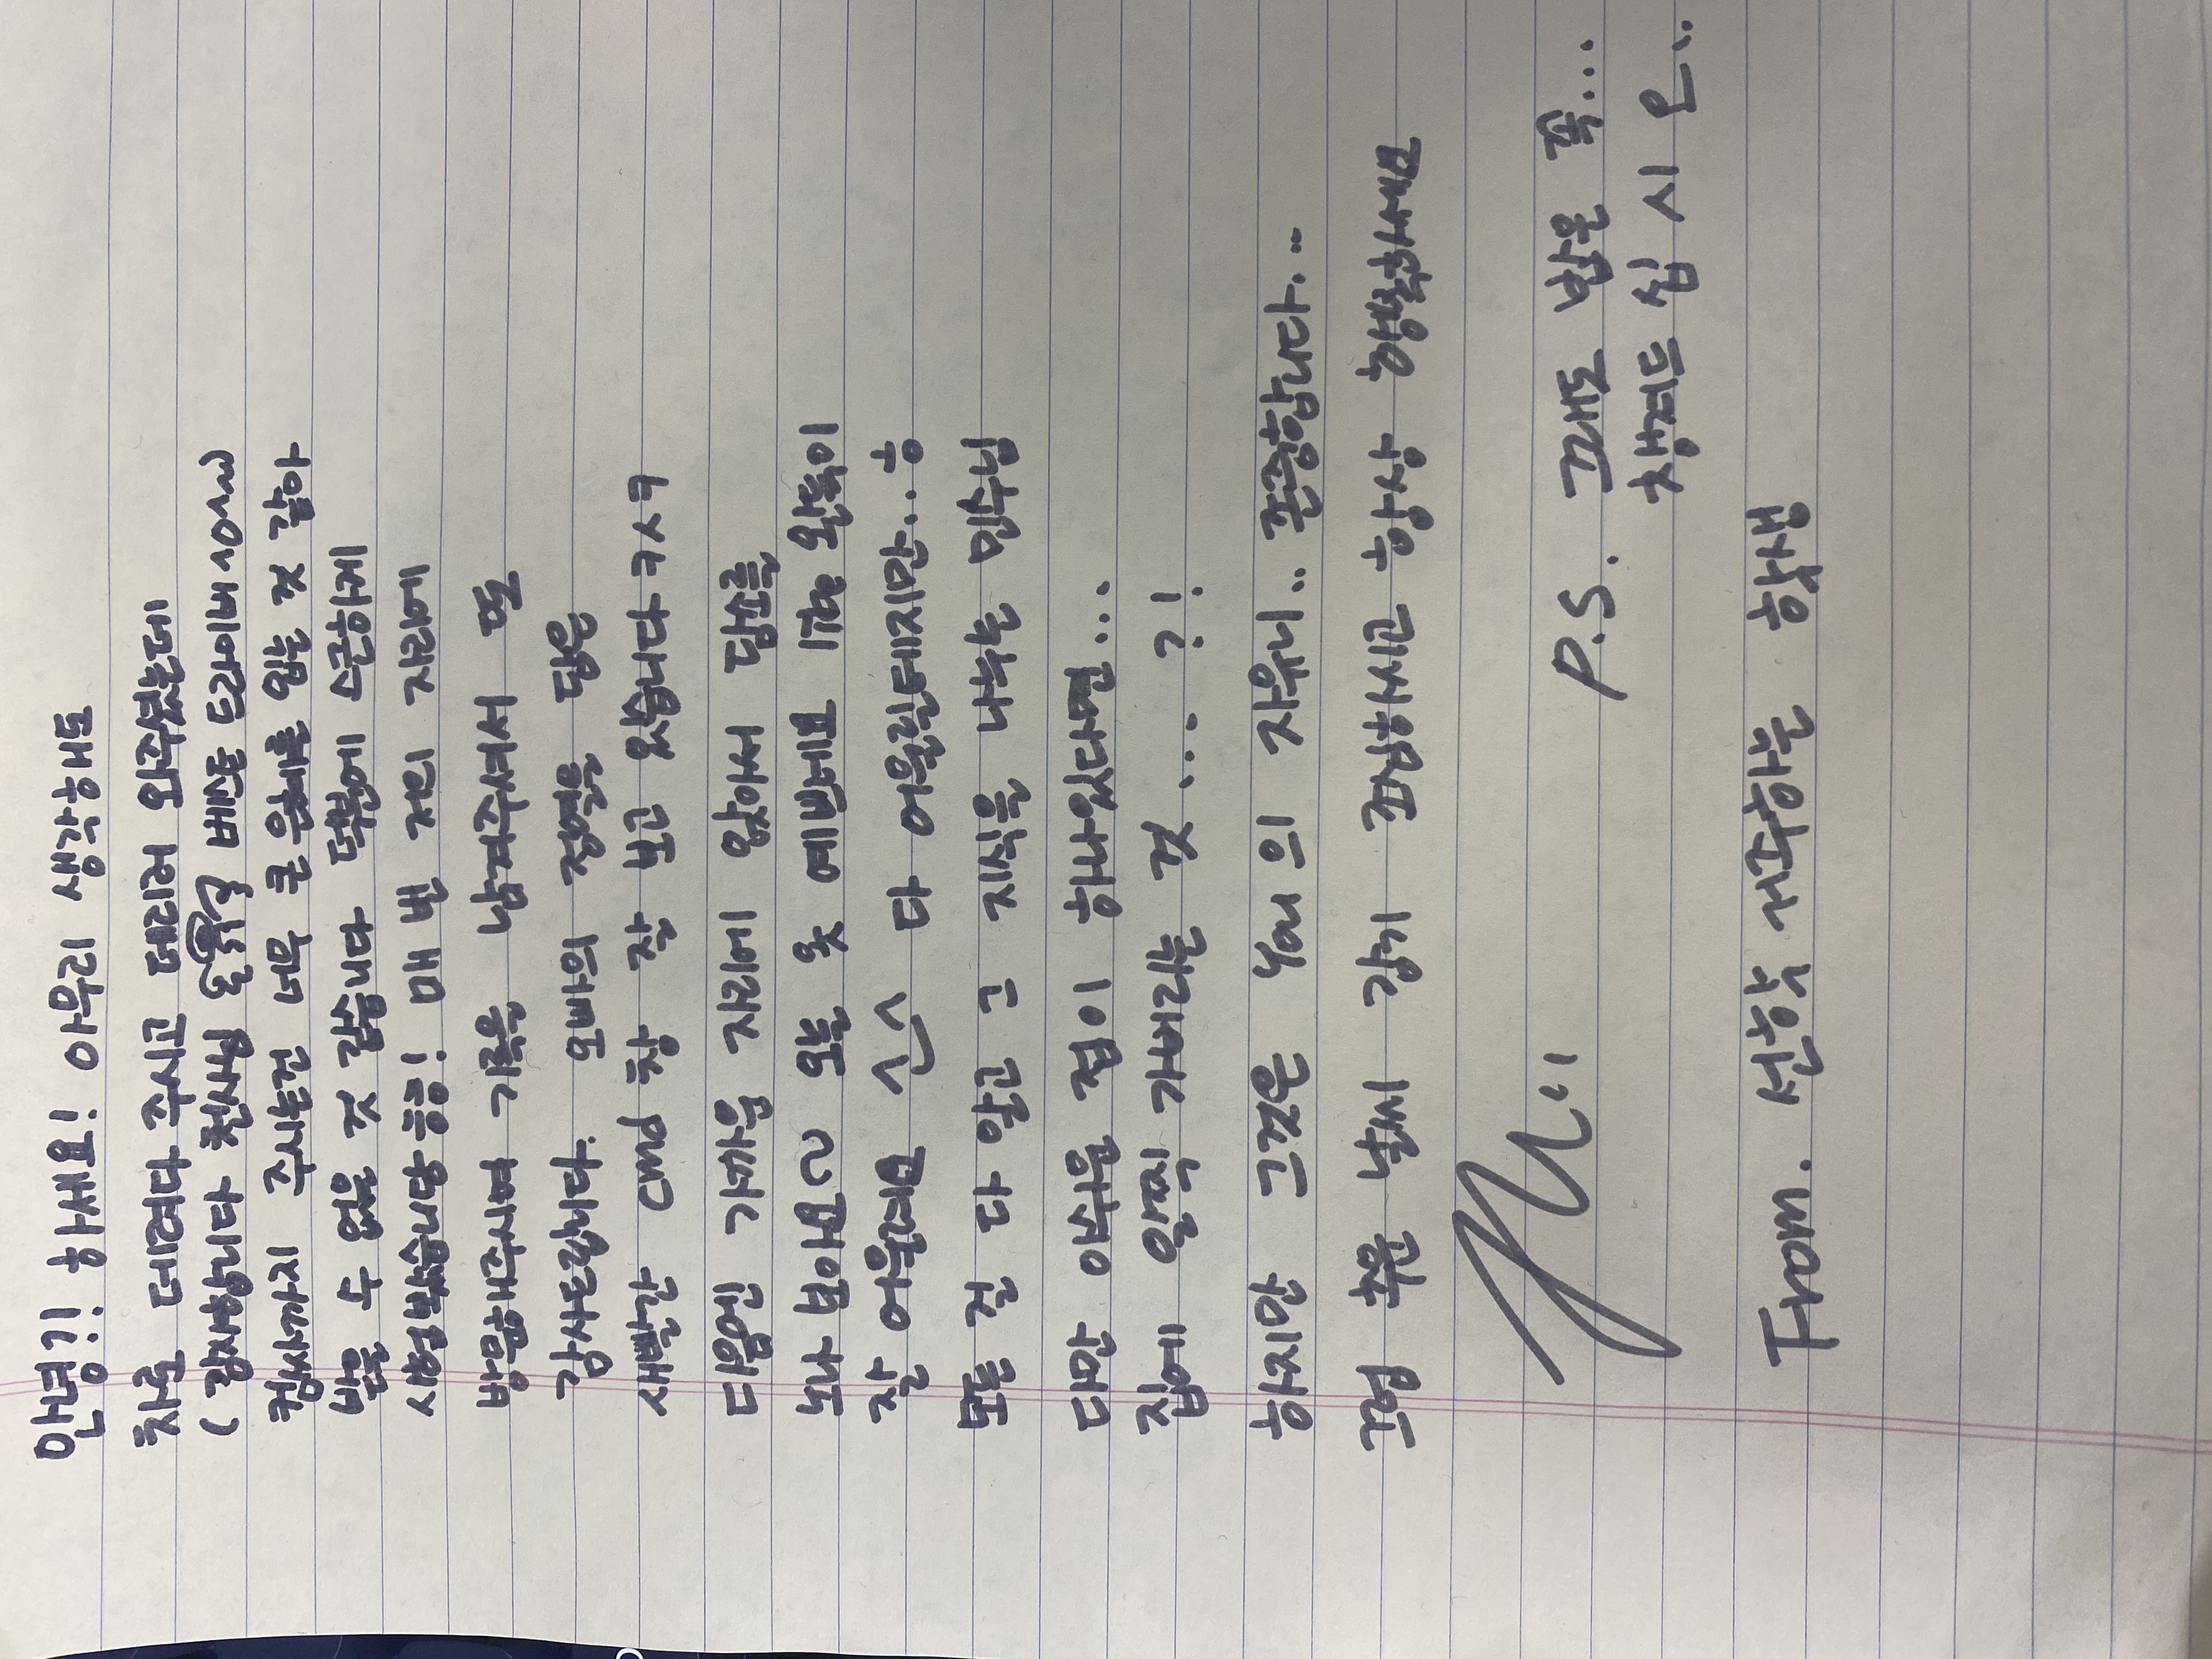 안녕?! 하세요! 아무리 생각해도
차로 데려다 주시고 데리러 와주셨는데
( 감사합니다 천사님 베스트 드라이버 ^o^~)
컴싸까지 주시는건 너무 큰 은혜를 입는 것 같아
받을 수 없을 것 같습니다 덕분에 스근하게
시험봤습니당 흐흐! 매 번 저의 자리에
방문해주시며 기록을 남겨주셔서 또
감사드립니다. 오빠의 정열을 담은
새빨간 cmd 창 잘 보고 있습니다 ㅋㅅㅋ
다음엔 가까운 자리에 앉아서 담소를
노나 보아요~ 오늘 옷 예쁘네요 완둑이
잘 어울려요 ^_^ 다 어울릴테지만..ㅎ
모든 걸 다 알고 그 지식을 나누는 민수님
다만 아쉬운 점이 하나있다면...
집에 일찍 가버리는 것... ?!
하지만 그것은 You의 자유니.. 존중합니다...
그럼 추운 날씨 감기 조심하시고 항상 행복하세요
P.S. 그래도 밥은 꼭...
챙겨드 십 시 오..
From. 선학 거주하는 학생